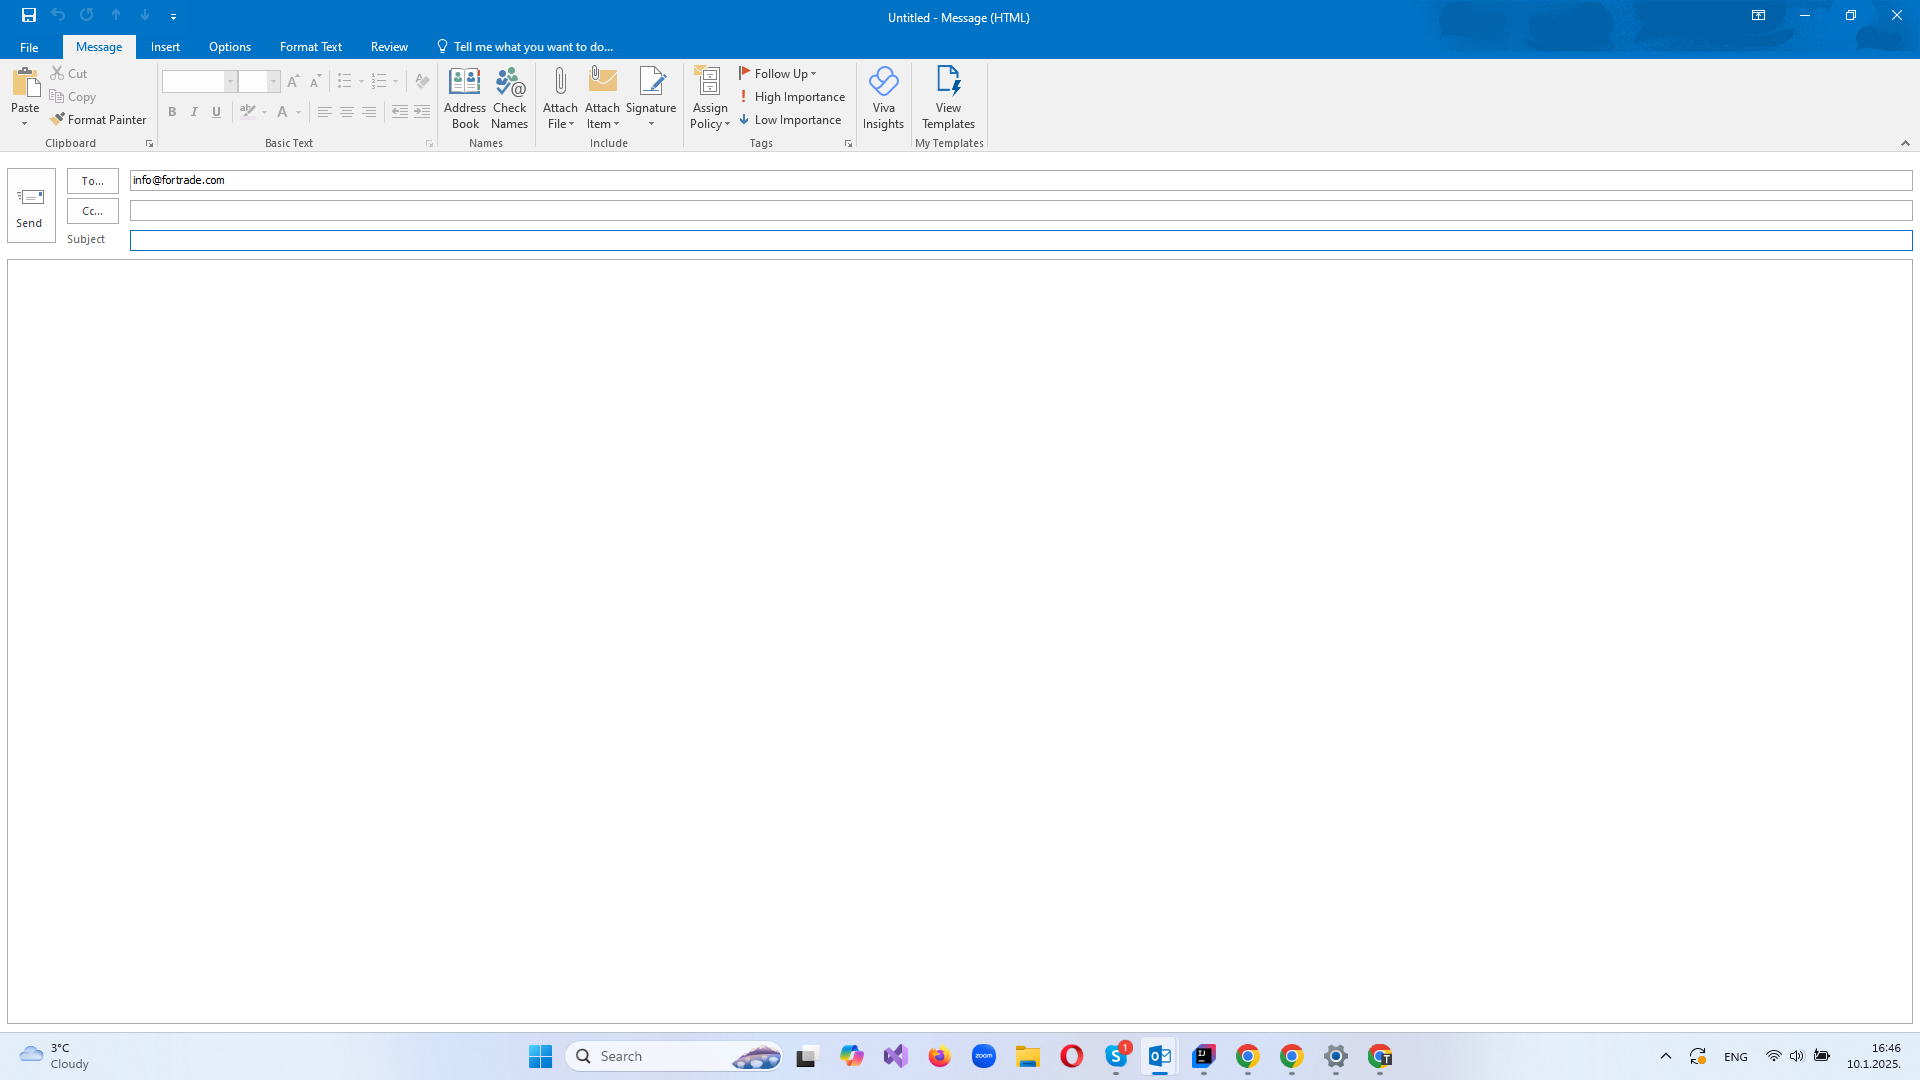 Untitled - Message (HTML)
File Message Insert Options Format Text Review Tell me what you want to do...
Paste
Cut
Copy
Format Painter
Clipboard
B I U
Basic Text
Address Book
Check Names
Names
Attach File
Attach Item
Signature
Include
Assign Policy
Follow Up
High Importance
Low Importance
Tags
Viva Insights
View Templates
My Templates
Send
To... info@fortrade.com
Cc...
Subject
3°C
Cloudy
Search
zoom
1
ENG
16:46
10.1.2025.